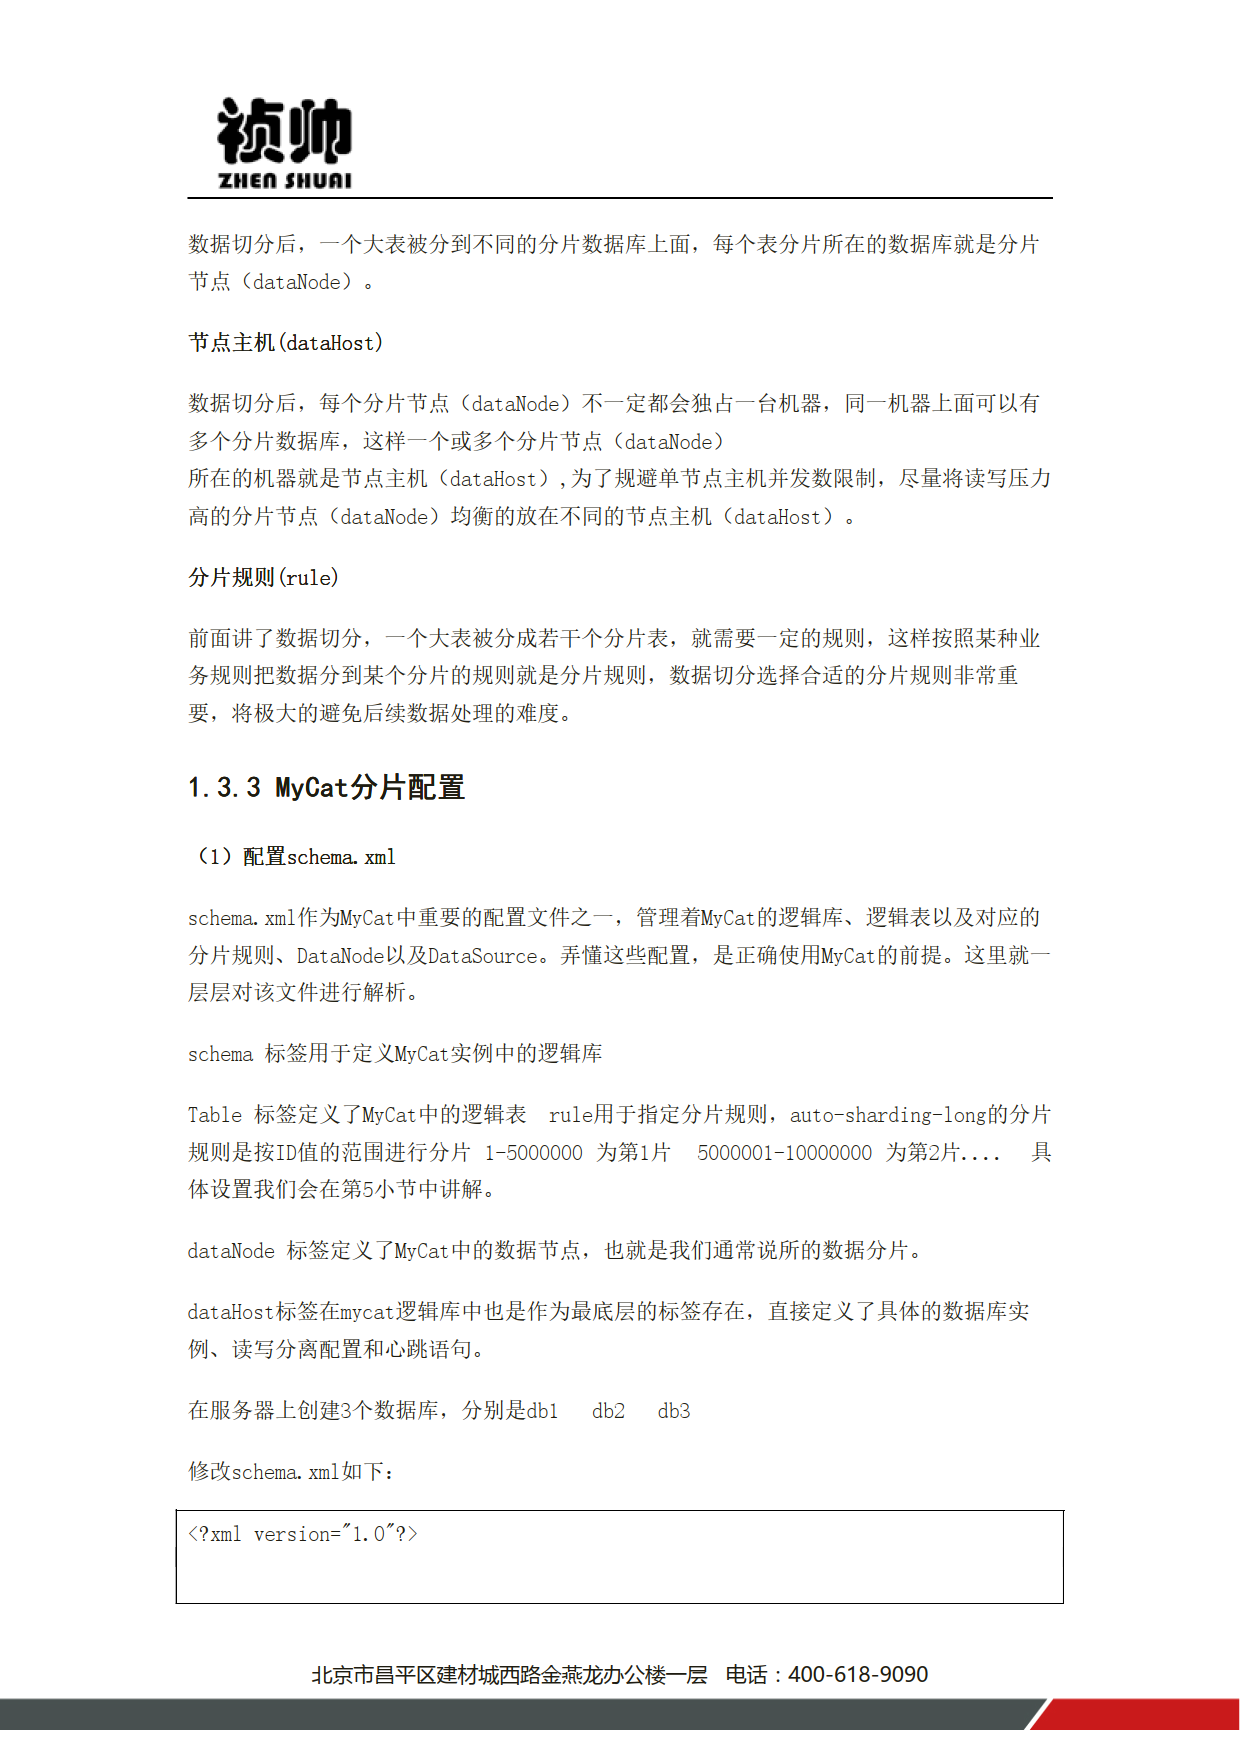 祯帅
ZHEN SHUAI
数据切分后，一个大表被分到不同的分片数据库上面，每个表分片所在的数据库就是分片
节点（dataNode）。
节点主机(dataHost)
数据切分后，每个分片节点（dataNode）不一定都会独占一台机器，同一机器上面可以有
多个分片数据库，这样一个或多个分片节点（dataNode）
所在的机器就是节点主机（dataHost）,为了规避单节点主机并发数限制，尽量将读写压力
高的分片节点（dataNode）均衡的放在不同的节点主机（dataHost）。
分片规则(rule)
前面讲了数据切分，一个大表被分成若干个分片表，就需要一定的规则，这样按照某种业
务规则把数据分到某个分片的规则就是分片规则，数据切分选择合适的分片规则非常重
要，将极大的避免后续数据处理的难度。
1.3.3 MyCat分片配置
（1）配置schema.xml
schema.xml作为MyCat中重要的配置文件之一，管理着MyCat的逻辑库、逻辑表以及对应的
分片规则、DataNode以及DataSource。弄懂这些配置，是正确使用MyCat的前提。这里就一
层层对该文件进行解析。
schema 标签用于定义MyCat实例中的逻辑库
Table 标签定义了MyCat中的逻辑表 rule用于指定分片规则，auto-sharding-long的分片
规则是按ID值的范围进行分片 1-5000000 为第1片 5000001-10000000 为第2片.... 具
体设置我们会在第5小节中讲解。
dataNode 标签定义了MyCat中的数据节点，也就是我们通常说所的数据分片。
dataHost标签在mycat逻辑库中也是作为最底层的标签存在，直接定义了具体的数据库实
例、读写分离配置和心跳语句。
在服务器上创建3个数据库，分别是db1 db2 db3
修改schema.xml如下：
<?xml version="1.0"?>
北京市昌平区建材城西路金燕龙办公楼一层 电话：400-618-9090